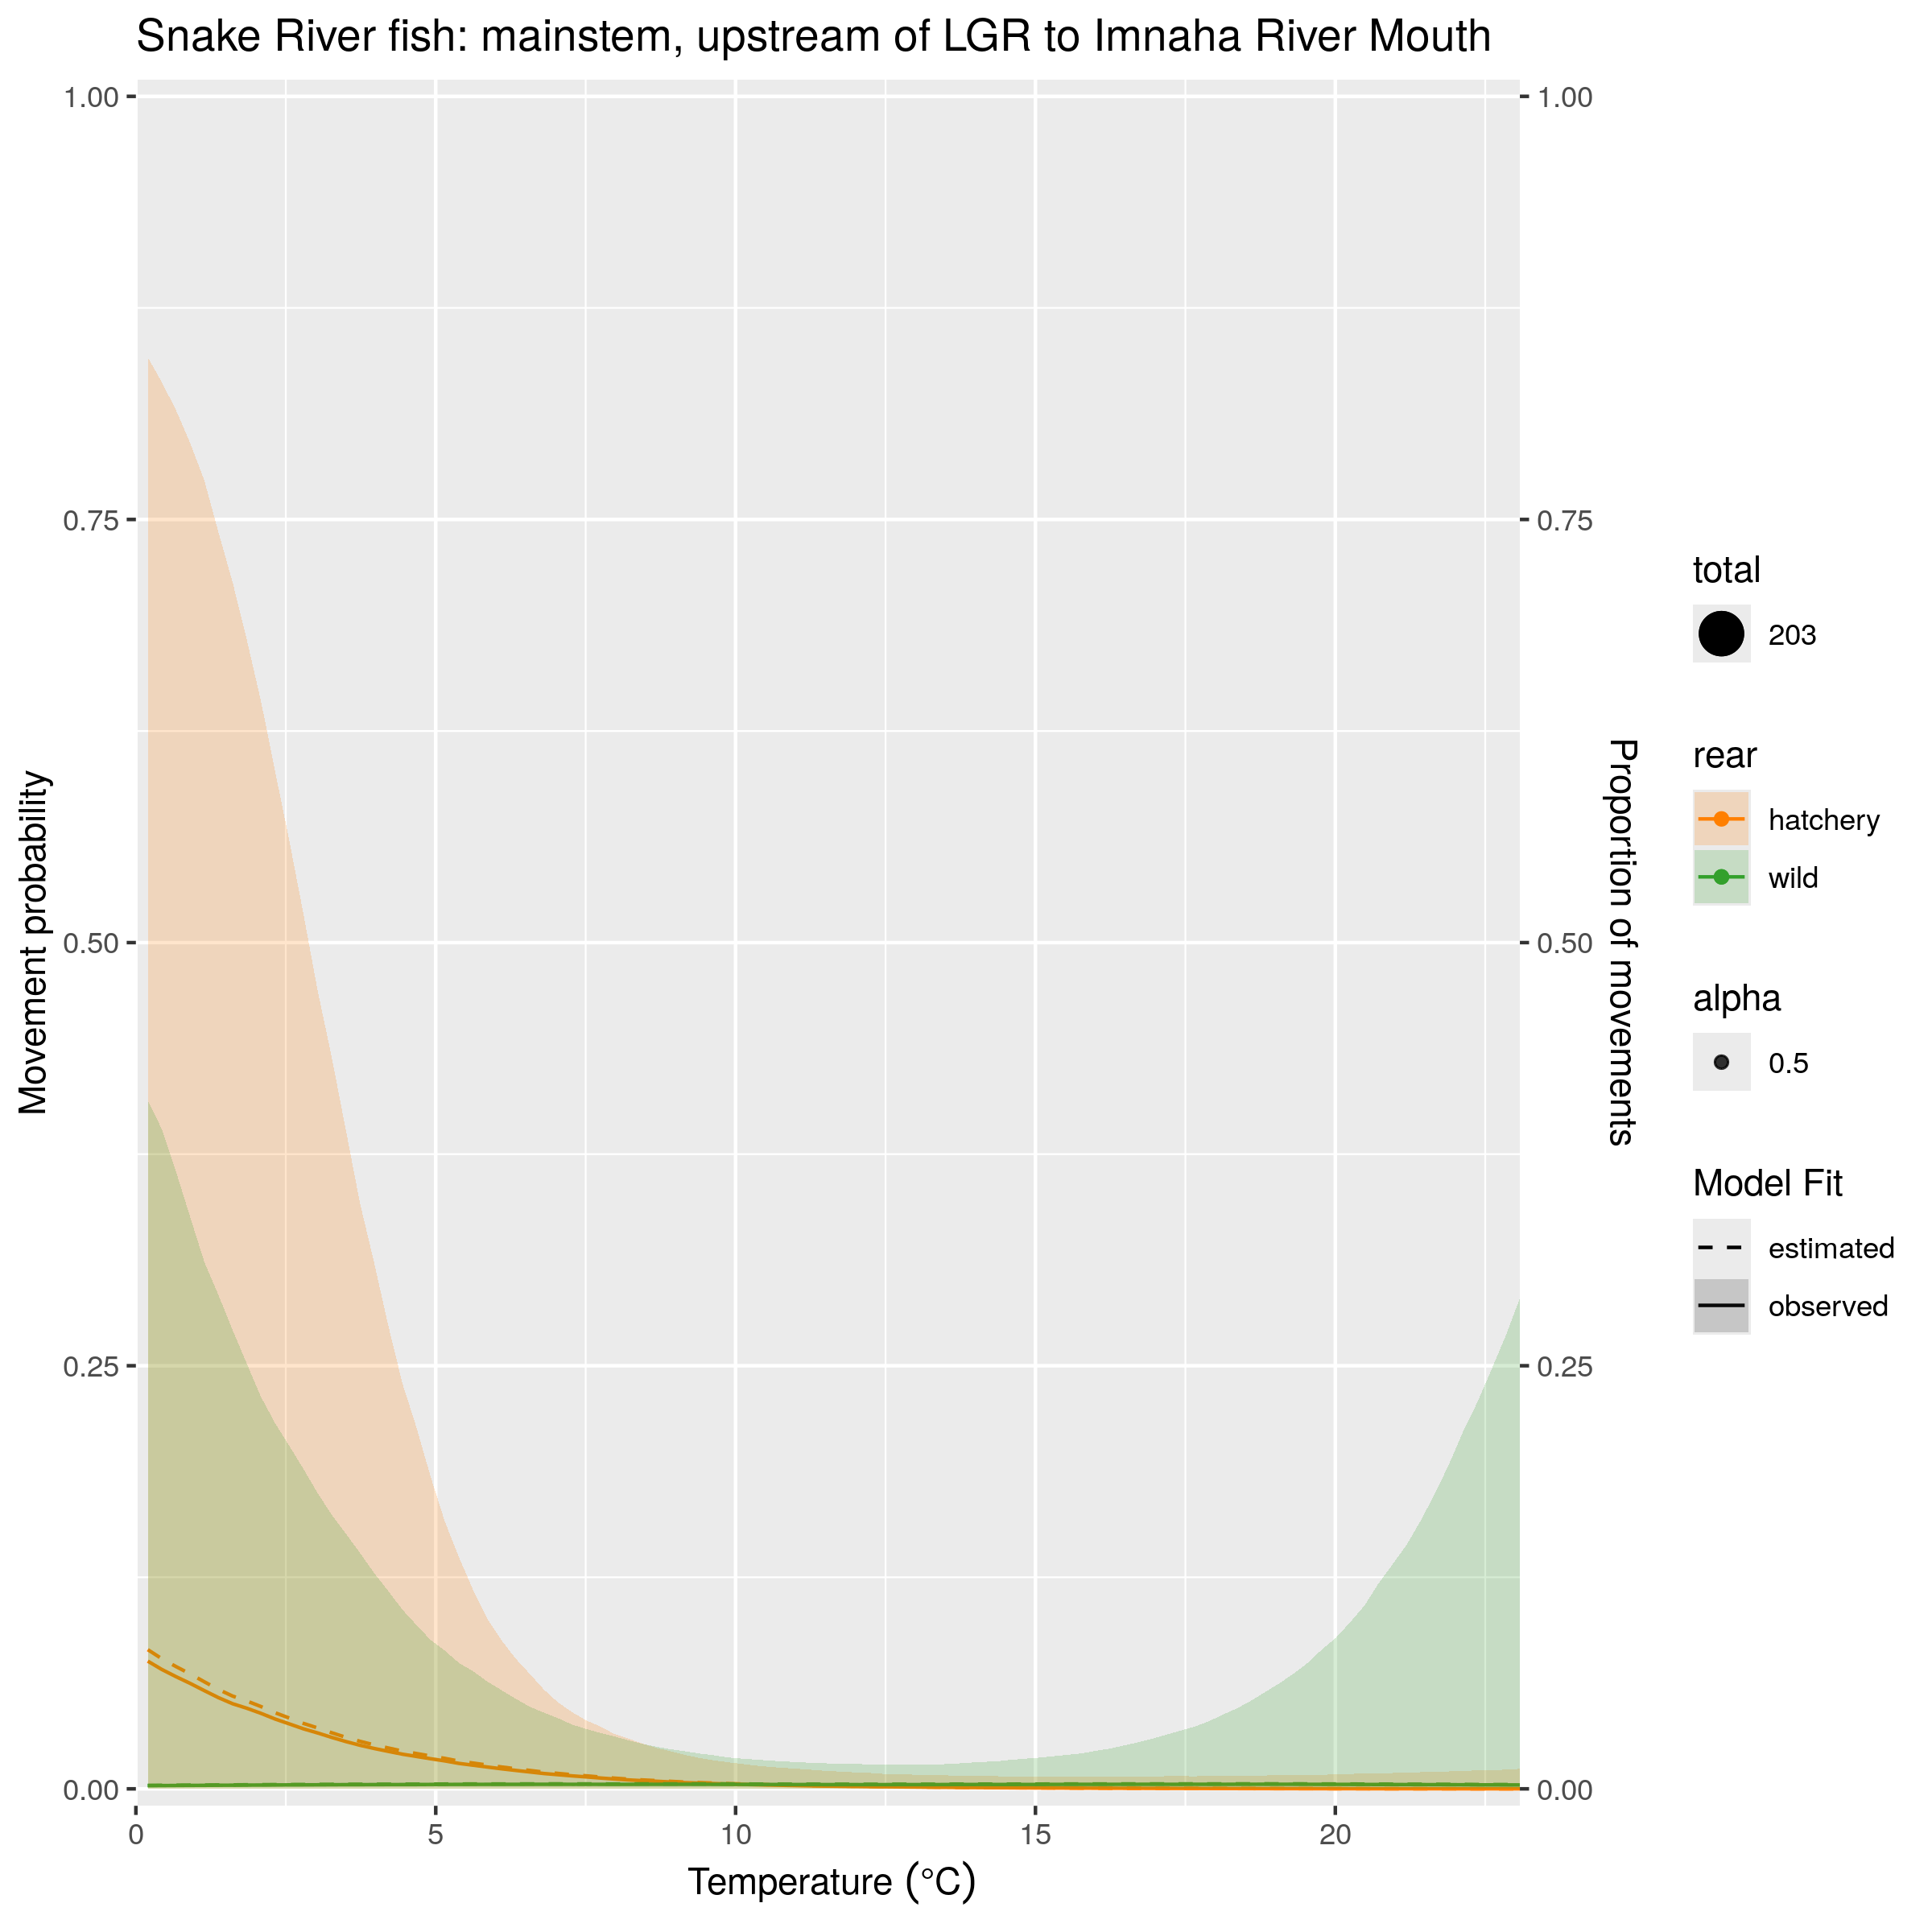 Snake River fish: mainstem, upstream of LGR to Imnaha River Mouth
1.00
0.75
0.50
0.25
0.00
Movement probability
0
5
10
15
20
Temperature (°C)
1.00
0.75
0.50
0.25
0.00
Proportion of movements
total
203
rear
hatchery
wild
alpha
0.5
Model Fit
estimated
observed